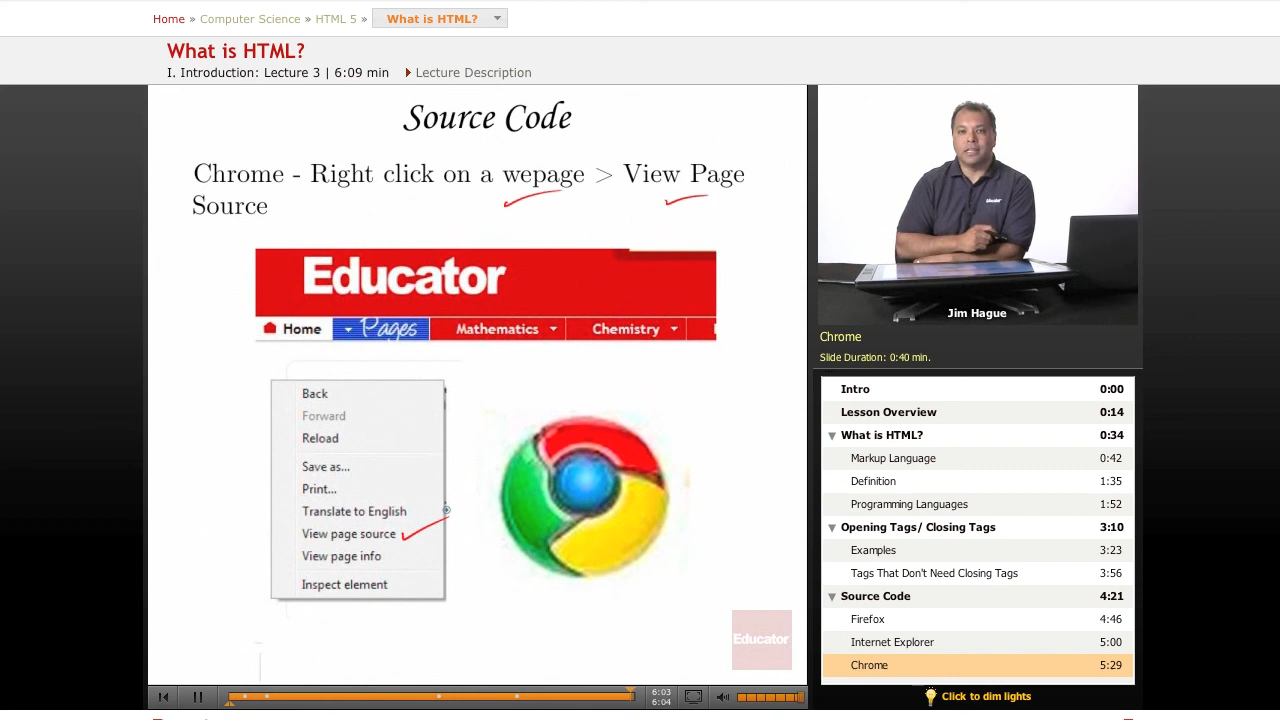 Home » Computer Science » HTML 5 » What is HTML?
What is HTML?
I. Introduction: Lecture 3 | 6:09 min Lecture Description
Source Code
Chrome - Right click on a wepage > View Page
Source
Educator
Home Pages Mathematics Chemistry
Back
Forward
Reload
Save as...
Print...
Translate to English
View page source
View page info
Inspect element
Educator
6:03
6:04
Educator
Jim Hague
Chrome
Slide Duration: 0:40 min.
Intro 0:00
Lesson Overview 0:14
What is HTML? 0:34
Markup Language 0:42
Definition 1:35
Programming Languages 1:52
Opening Tags/ Closing Tags 3:10
Examples 3:23
Tags That Don't Need Closing Tags 3:56
Source Code 4:21
Firefox 4:46
Internet Explorer 5:00
Chrome 5:29
Click to dim lights